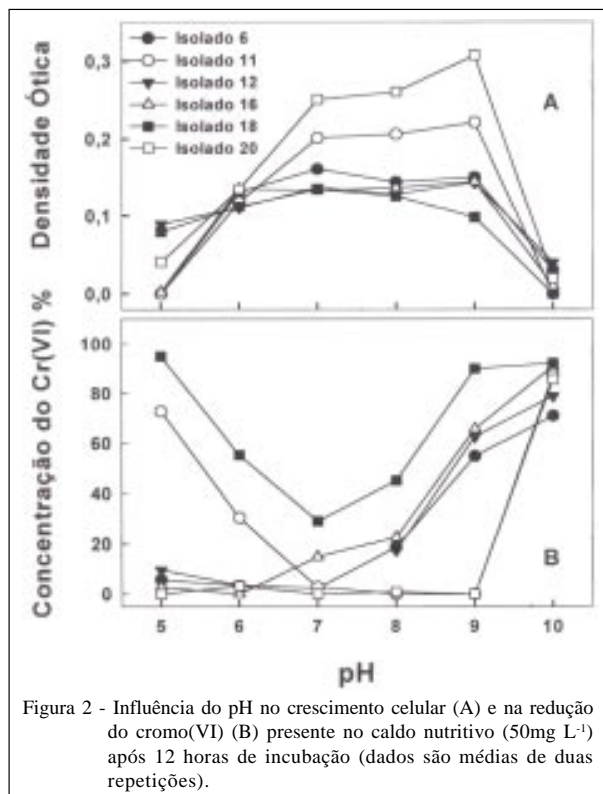 Densidade Ótica
0,3
0,2
0,1
0,0
Isolado 6
Isolado 11
Isolado 12
Isolado 16
Isolado 18
Isolado 20
A
Concentração do Cr(VI) %
100
80
60
40
20
0
B
5 6 7 8 9 10
pH
Figura 2 - Influência do pH no crescimento celular (A) e na redução
do cromo(VI) (B) presente no caldo nutritivo (50mg L⁻¹)
após 12 horas de incubação (dados são médias de duas
repetições).